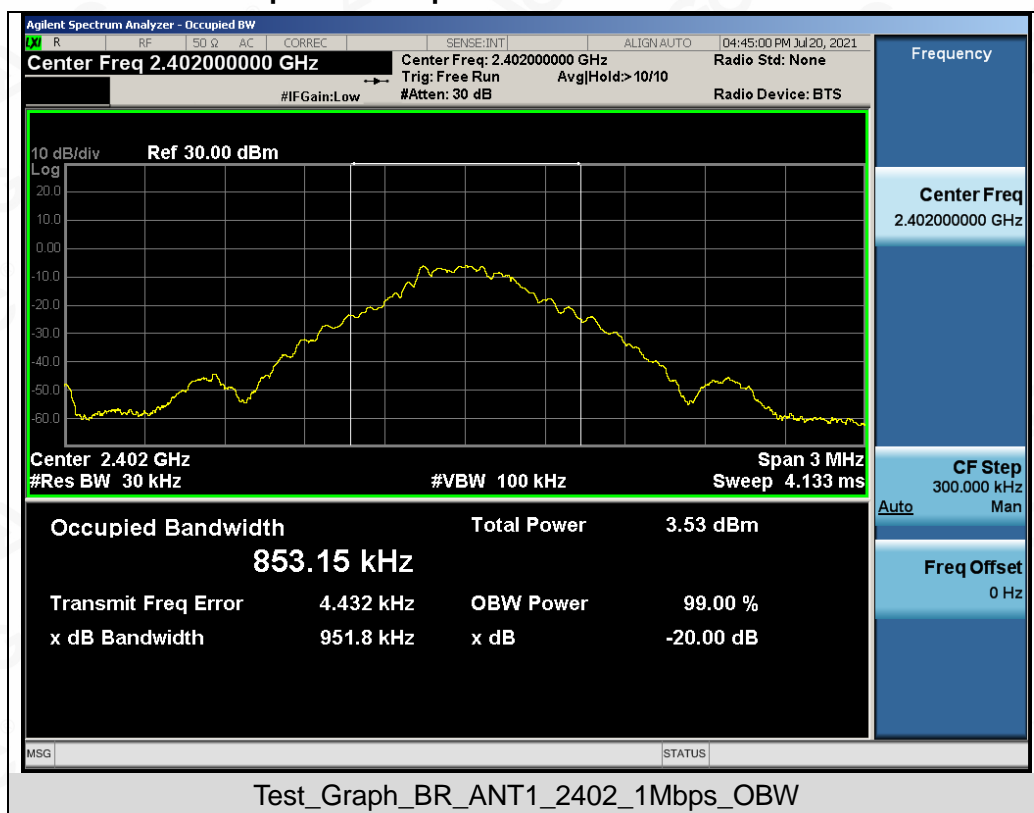 Agilent Spectrum Analyzer - Occupied BW
LXI R RF 50 Ω AC CORREC SENSE:INT ALIGN AUTO 04:45:00 PM Jul 20, 2021
Center Freq 2.402000000 GHz Center Freq: 2.402000000 GHz Radio Std: None
Trig: Free Run Avg|Hold:>10/10
#IFGain:Low #Atten: 30 dB Radio Device: BTS
Frequency
10 dB/div Ref 30.00 dBm
Log
20.0
10.0
0.00
-10.0
-20.0
-30.0
-40.0
-50.0
-60.0
Center 2.402 GHz Span 3 MHz
#Res BW 30 kHz #VBW 100 kHz Sweep 4.133 ms
Center Freq
2.402000000 GHz
CF Step
300.000 kHz
Auto Man
Freq Offset
0 Hz
Occupied Bandwidth Total Power 3.53 dBm
853.15 kHz
Transmit Freq Error 4.432 kHz OBW Power 99.00 %
x dB Bandwidth 951.8 kHz x dB -20.00 dB
MSG STATUS
Test_Graph_BR_ANT1_2402_1Mbps_OBW